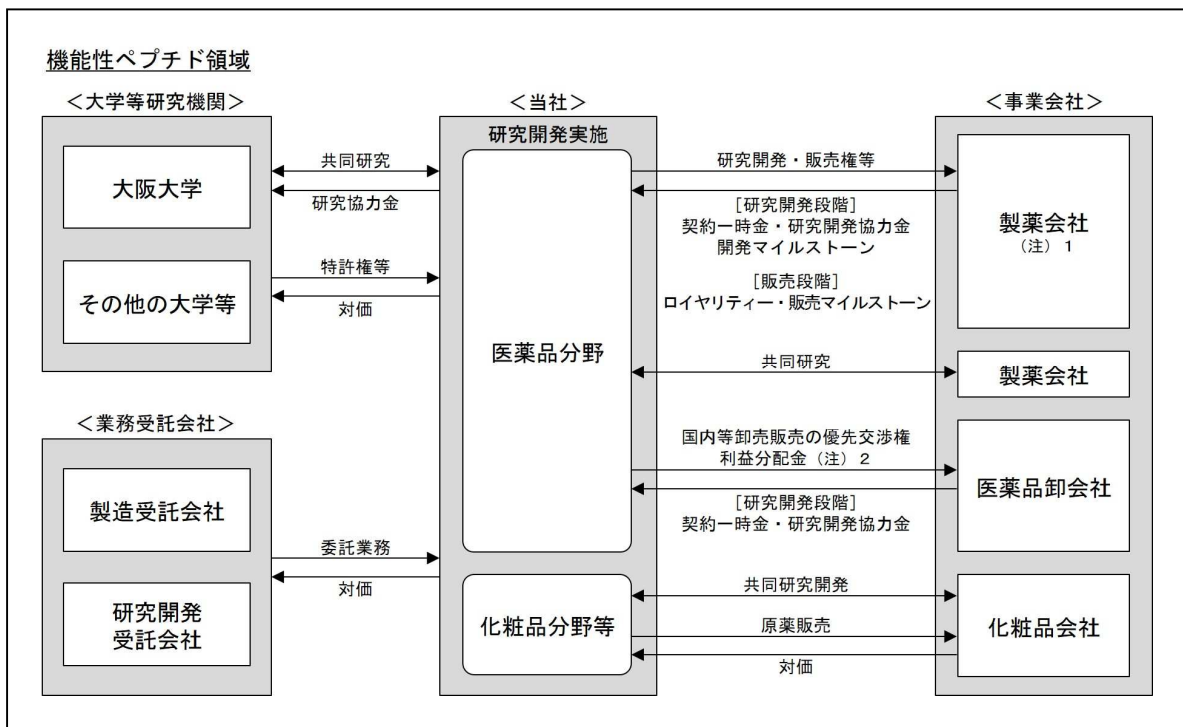 機能性ペプチド領域
＜大学等研究機関＞
大阪大学
その他の大学等
＜業務受託会社＞
製造受託会社
研究開発
受託会社
共同研究
研究協力金
特許権等
対価
委託業務
対価
＜当社＞
研究開発実施
医薬品分野
化粧品分野等
研究開発・販売権等
［研究開発段階］
契約一時金・研究開発協力金
開発マイルストーン
［販売段階］
ロイヤリティー・販売マイルストーン
共同研究
国内等卸売販売の優先交渉権
利益分配金（注）２
［研究開発段階］
契約一時金・研究開発協力金
共同研究開発
原薬販売
対価
＜事業会社＞
製薬会社
（注）１
製薬会社
医薬品卸会社
化粧品会社